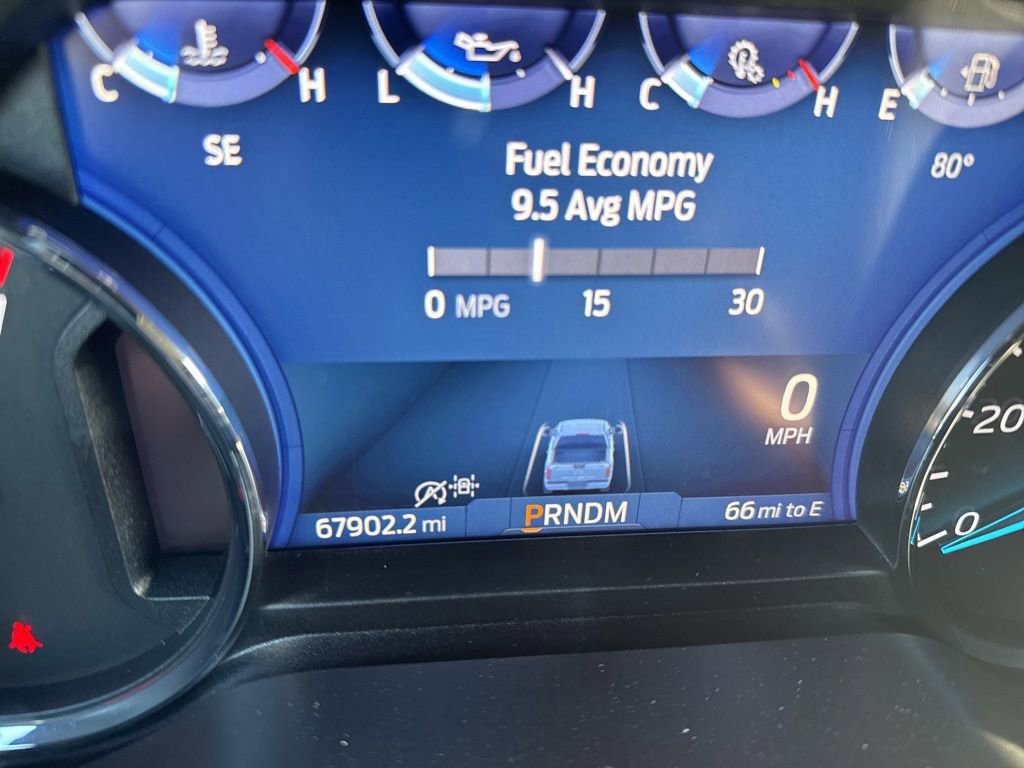 C H L H C H E
SE
80°
Fuel Economy
9.5 Avg MPG
0 MPG 15 30
0
MPH
67902.2 mi
PRNDM
66 mi to E
20
0